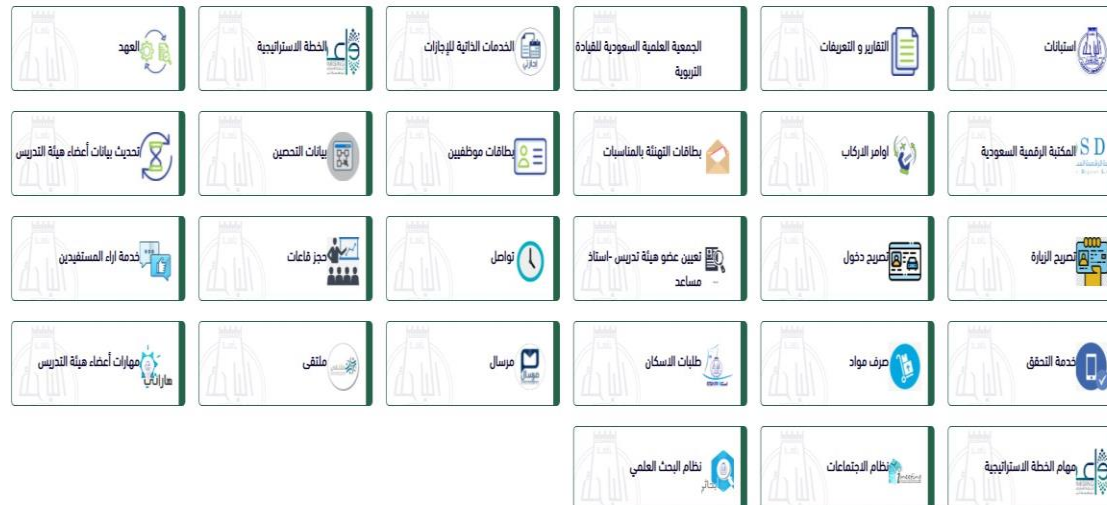 استبانات
التقارير و التعريفات
الجمعية العلمية السعودية للقيادة
التربوية
الخدمات الذاتية للإجازات
اجازتي
الخطة الاستراتيجية
العهد
SD
المكتبة الرقمية السعودية
اوامر الاركاب
بطاقات التهنئة بالمناسبات
بطاقات موظفيين
بيانات التحصين
تحديث بيانات أعضاء هيئة التدريس
تصريح الزيارة
تصريح دخول
تعيين عضو هيئة تدريس -استاذ
مساعد
تواصل
حجز قاعات
خدمة اراء المستفيدين
خدمة التحقق
صرف مواد
طلبات الاسكان
مرسال
مرسال
ملتقى
مهارات أعضاء هيئة التدريس
مهام الخطة الاستراتيجية
نظام الاجتماعات
نظام البحث العلمي